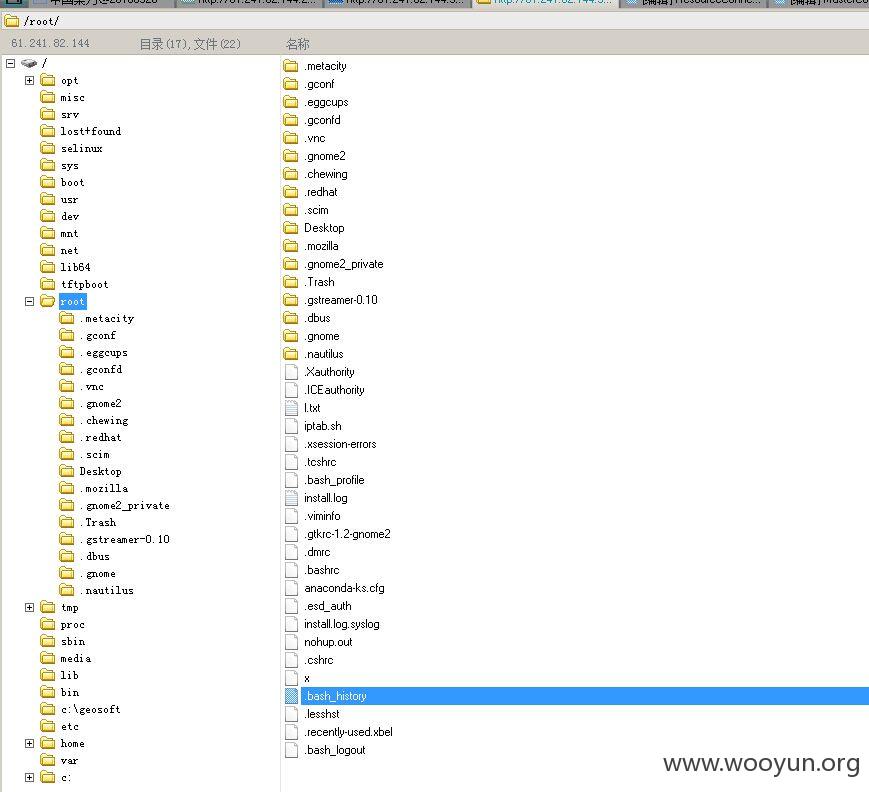 /root/
61.241.82.144
目录(17),文件(22)
名称
/
opt
misc
srv
lost+found
selinux
sys
boot
usr
dev
mnt
net
lib64
tftpboot
root
.metacity
.gconf
.eggcups
.gconfd
.vnc
.gnome2
.chewing
.redhat
.scim
Desktop
.mozilla
.gnome2_private
.Trash
.gstreamer-0.10
.dbus
.gnome
.nautilus
tmp
proc
sbin
media
lib
bin
c:\geosoft
etc
home
var
c:
.metacity
.gconf
.eggcups
.gconfd
.vnc
.gnome2
.chewing
.redhat
.scim
Desktop
.mozilla
.gnome2_private
.Trash
.gstreamer-0.10
.dbus
.gnome
.nautilus
.Xauthority
.ICEauthority
l.txt
iptab.sh
.xsession-errors
.tcshrc
.bash_profile
install.log
.viminfo
.gtkrc-1.2-gnome2
.dmrc
.bashrc
anaconda-ks.cfg
.esd_auth
install.log.syslog
nohup.out
.cshrc
x
.bash_history
.lesshst
.recently-used.xbel
.bash_logout
www.wooyun.org